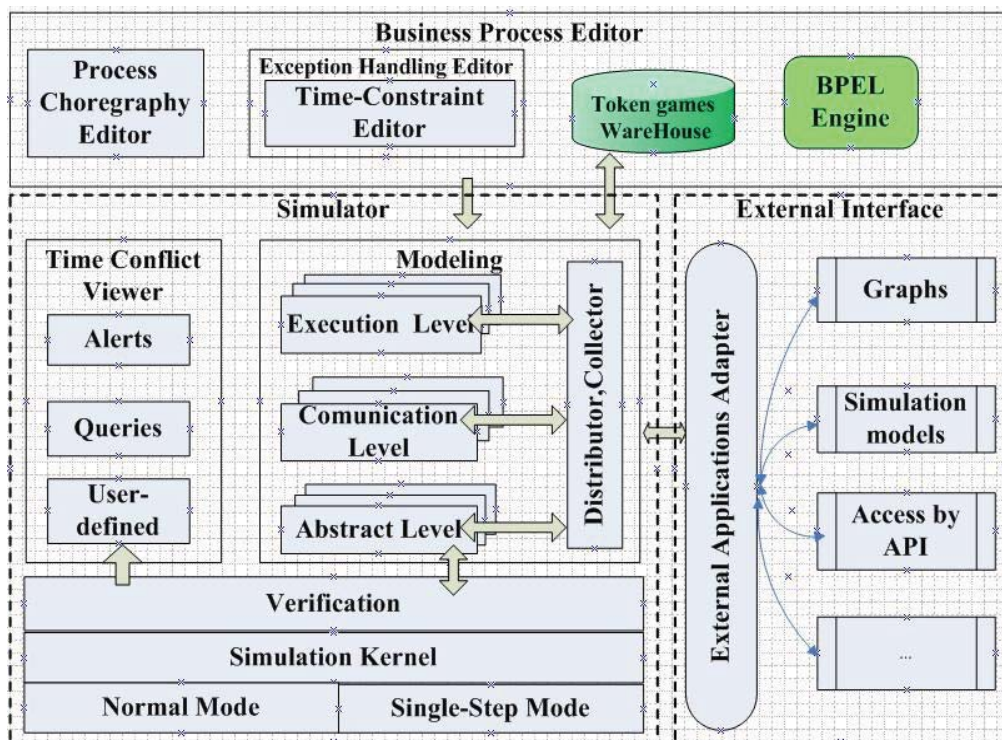 Business Process Editor
Process
Choregraphy
Editor
Exception Handling Editor
Time-Constraint
Editor
Token games
WareHouse
BPEL
Engine
Simulator
External Interface
Time Conflict
Viewer
Alerts
Queries
User-
defined
Modeling
Execution Level
Comunication
Level
Abstract Level
Distributor,Collector
External Applications Adapter
Graphs
Simulation
models
Access by
API
...
Verification
Simulation Kernel
Normal Mode
Single-Step Mode